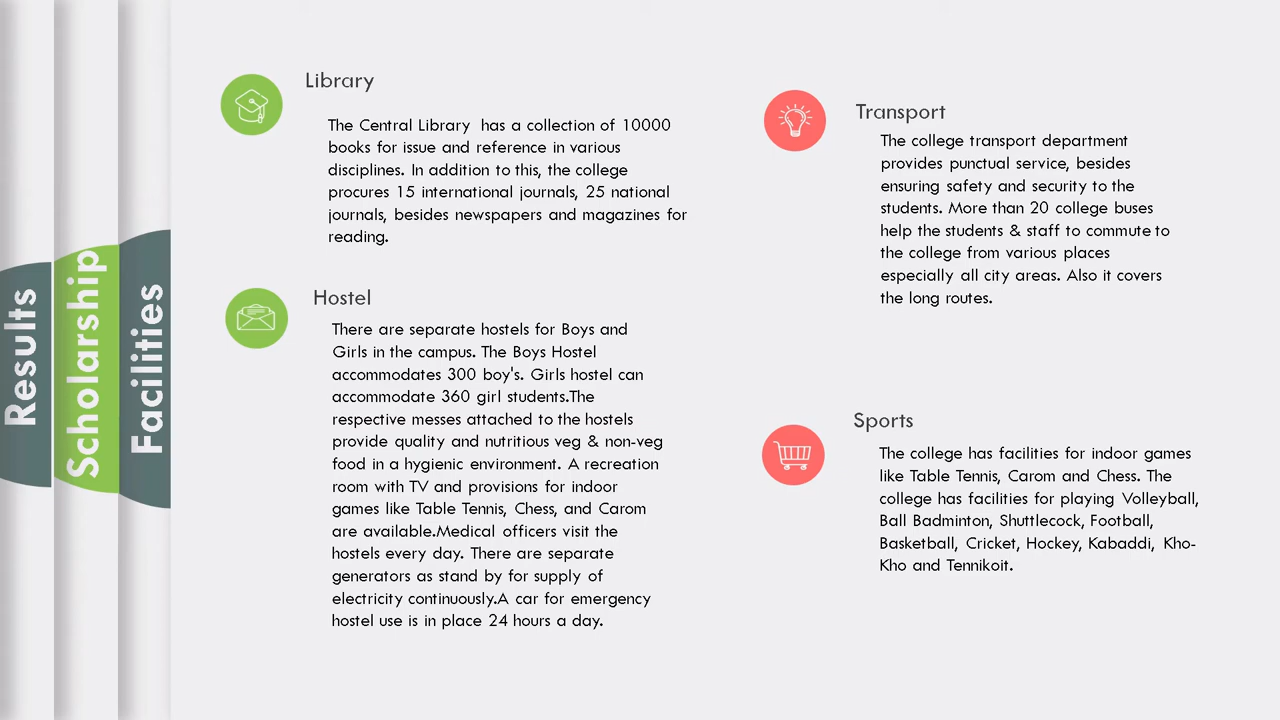 Results
Scholarship
Facilities
Library
The Central Library has a collection of 10000
books for issue and reference in various
disciplines. In addition to this, the college
procures 15 international journals, 25 national
journals, besides newspapers and magazines for
reading.
Hostel
There are separate hostels for Boys and
Girls in the campus. The Boys Hostel
accommodates 300 boy's. Girls hostel can
accommodate 360 girl students.The
respective messes attached to the hostels
provide quality and nutritious veg & non-veg
food in a hygienic environment. A recreation
room with TV and provisions for indoor
games like Table Tennis, Chess, and Carom
are available.Medical officers visit the
hostels every day. There are separate
generators as stand by for supply of
electricity continuously.A car for emergency
hostel use is in place 24 hours a day.
Transport
The college transport department
provides punctual service, besides
ensuring safety and security to the
students. More than 20 college buses
help the students & staff to commute to
the college from various places
especially all city areas. Also it covers
the long routes.
Sports
The college has facilities for indoor games
like Table Tennis, Carom and Chess. The
college has facilities for playing Volleyball,
Ball Badminton, Shuttlecock, Football,
Basketball, Cricket, Hockey, Kabaddi, Kho-
Kho and Tennikoit.